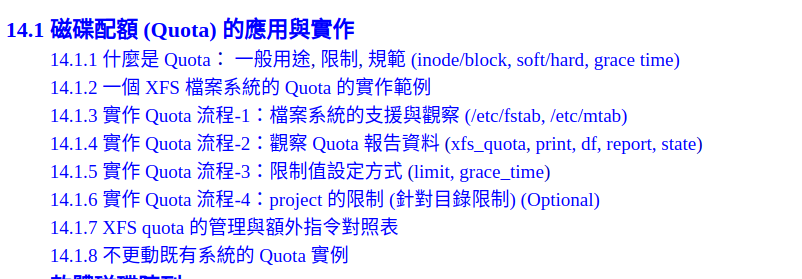 14.1 磁碟配額 (Quota) 的應用與實作
14.1.1 什麼是 Quota： 一般用途, 限制, 規範 (inode/block, soft/hard, grace time)
14.1.2 一個 XFS 檔案系統的 Quota 的實作範例
14.1.3 實作 Quota 流程-1：檔案系統的支援與觀察 (/etc/fstab, /etc/mtab)
14.1.4 實作 Quota 流程-2：觀察 Quota 報告資料 (xfs_quota, print, df, report, state)
14.1.5 實作 Quota 流程-3：限制值設定方式 (limit, grace_time)
14.1.6 實作 Quota 流程-4：project 的限制 (針對目錄限制) (Optional)
14.1.7 XFS quota 的管理與額外指令對照表
14.1.8 不更動既有系統的 Quota 實例